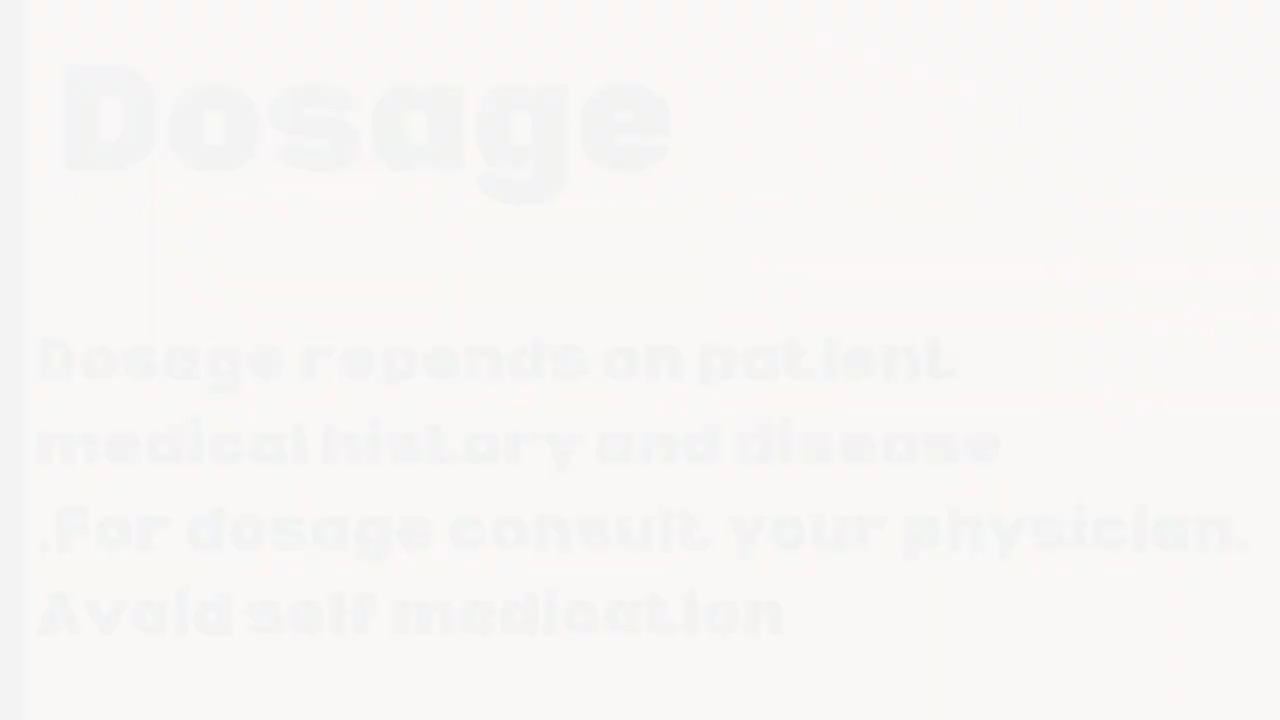 Dosage
Dosage repends on patient
medical history and disease
,For dosage consult your physician.
Avoid self medication